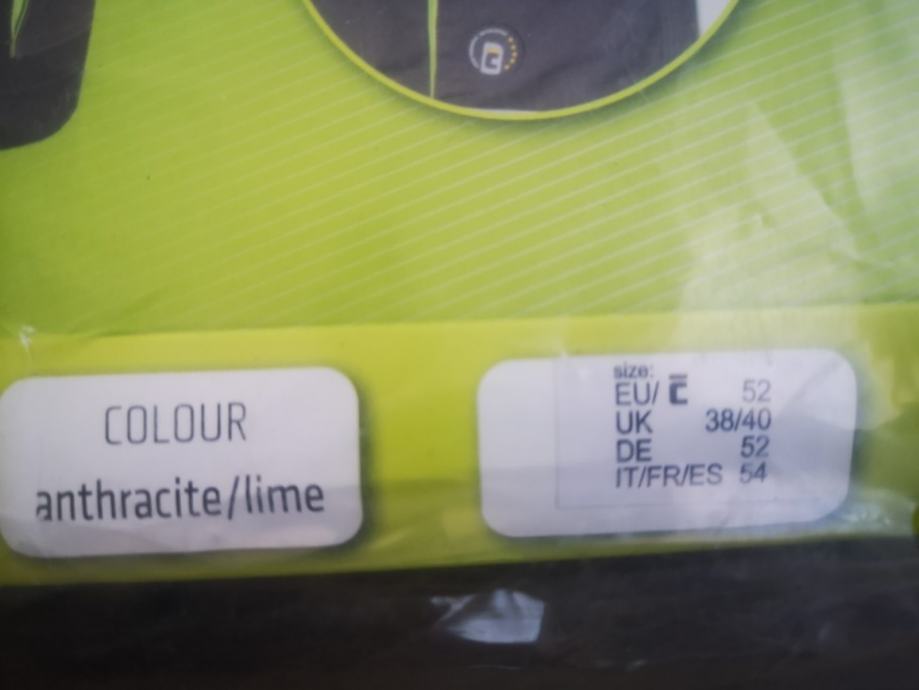 COLOUR
anthracite/lime
size:
EU/ C 52
UK 38/40
DE 52
IT/FR/ES 54